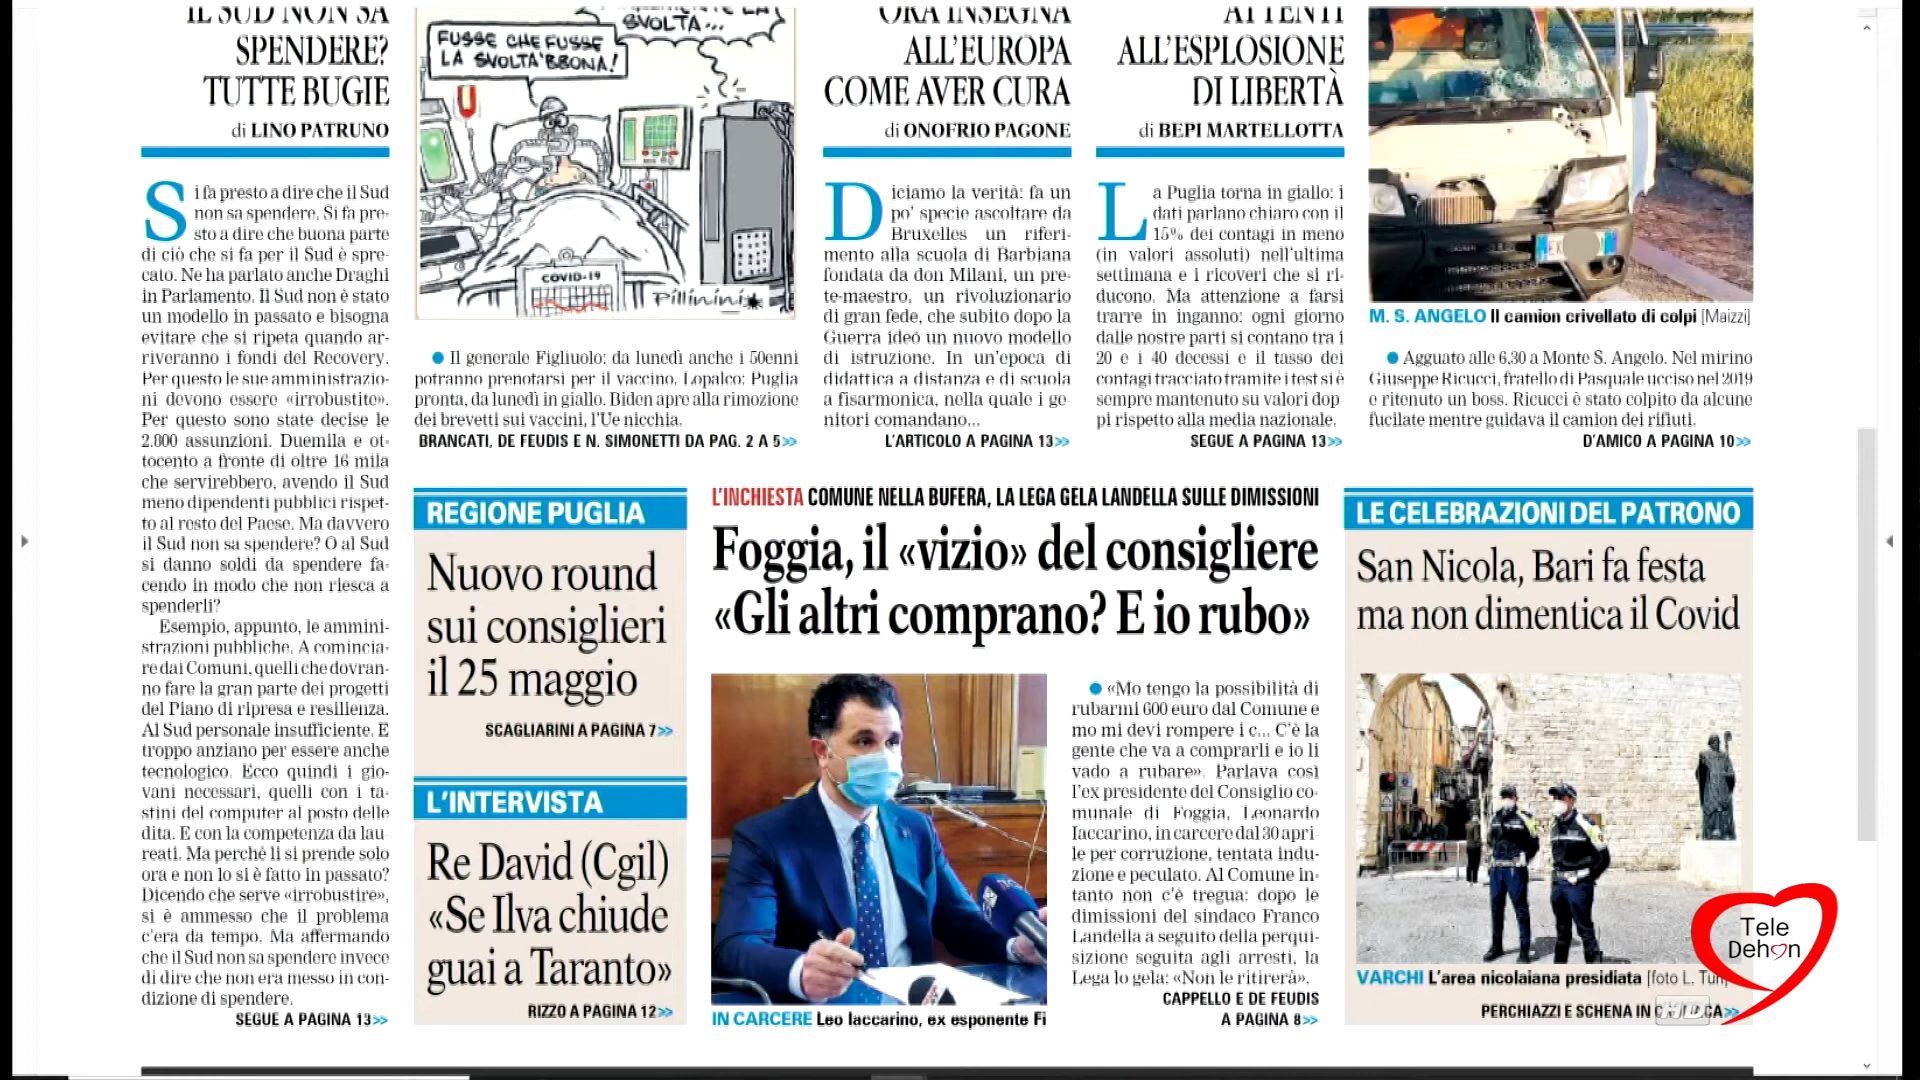 IL SUD NON SA
SPENDERE?
TUTTE BUGIE
di LINO PATRUNO
Si fa presto a dire che il Sud
non sa spendere. Si fa pre-
sto a dire che buona parte
di ciò che si fa per il Sud è spre-
cato. Ne ha parlato anche Draghi
in Parlamento. Il Sud non è stato
un modello in passato e bisogna
evitare che si ripeta quando ar-
riveranno i fondi del Recovery.
Per questo le sue amministrazio-
ni devono essere «irrobustite».
Per questo sono state decise le
2.800 assunzioni. Duemila e ot-
tocento a fronte di oltre 16 mila
che servirebbero, avendo il Sud
meno dipendenti pubblici rispet-
to al resto del Paese. Ma davvero
il Sud non sa spendere? O al Sud
si danno soldi da spendere fa-
cendo in modo che non riesca a
spenderli?
Esempio, appunto, le ammini-
strazioni pubbliche. A comincia-
re dai Comuni, quelli che dovran-
no fare la gran parte dei progetti
del Piano di ripresa e resilienza.
Al Sud personale insufficiente. E
troppo anziano per essere anche
tecnologico. Ecco quindi i gio-
vani necessari, quelli con i ta-
stini del computer al posto delle
dita. E con la competenza da lau-
reati. Ma perché li si prende solo
ora e non lo si è fatto in passato?
Dicendo che serve «irrobustire»,
si è ammesso che il problema
c'era da tempo. Ma affermando
che il Sud non sa spendere invece
di dire che non era messo in con-
dizione di spendere.
SEGUE A PAGINA 13>>
SVOLTA...
FUSSE CHE FUSSE
LA SVOLTA 'BBONA!
COVID-19
Pillinini
● Il generale Figliuolo: da lunedì anche i 50enni
potranno prenotarsi per il vaccino. Lopalco: Puglia
pronta, da lunedì in giallo. Biden apre alla rimozione
dei brevetti sui vaccini, l'Ue nicchia.
BRANCATI, DE FEUDIS E N. SIMONETTI DA PAG. 2 A 5>>
ORA INSEGNA
ALL'EUROPA
COME AVER CURA
di ONOFRIO PAGONE
Diciamo la verità: fa un
po' specie ascoltare da
Bruxelles un riferi-
mento alla scuola di Barbiana
fondata da don Milani, un pre-
te-maestro, un rivoluzionario
di gran fede, che subito dopo la
Guerra ideò un nuovo modello
di istruzione. In un'epoca di
didattica a distanza e di scuola
a fisarmonica, nella quale i ge-
nitori comandano...
L'ARTICOLO A PAGINA 13>>
ATTENTI
ALL'ESPLOSIONE
DI LIBERTÀ
di BEPI MARTELLOTTA
La Puglia torna in giallo: i
dati parlano chiaro con il
15% dei contagi in meno
(in valori assoluti) nell'ultima
settimana e i ricoveri che si ri-
ducono. Ma attenzione a farsi
trarre in inganno: ogni giorno
dalle nostre parti si contano tra i
20 e i 40 decessi e il tasso dei
contagi tracciato tramite i test si è
sempre mantenuto su valori dop-
pi rispetto alla media nazionale.
SEGUE A PAGINA 13>>
M. S. ANGELO Il camion crivellato di colpi [Maizzi]
● Agguato alle 6.30 a Monte S. Angelo. Nel mirino
Giuseppe Ricucci, fratello di Pasquale ucciso nel 2019
e ritenuto un boss. Ricucci è stato colpito da alcune
fucilate mentre guidava il camion dei rifiuti.
D'AMICO A PAGINA 10>>
REGIONE PUGLIA
Nuovo round
sui consiglieri
il 25 maggio
SCAGLIARINI A PAGINA 7>>
L'INTERVISTA
Re David (Cgil)
«Se Ilva chiude
guai a Taranto»
RIZZO A PAGINA 12>>
L'INCHIESTA COMUNE NELLA BUFERA, LA LEGA GELA LANDELLA SULLE DIMISSIONI
Foggia, il «vizio» del consigliere
«Gli altri comprano? E io rubo»
IN CARCERE Leo Iaccarino, ex esponente Fi
● «Mo tengo la possibilità di
rubarmi 600 euro dal Comune e
mo mi devi rompere i c... C'è la
gente che va a comprarli e io li
vado a rubare». Parlava così
l'ex presidente del Consiglio co-
munale di Foggia, Leonardo
Iaccarino, in carcere dal 30 apri-
le per corruzione, tentata indu-
zione e peculato. Al Comune in-
tanto non c'è tregua: dopo le
dimissioni del sindaco Franco
Landella a seguito della perqui-
sizione seguita agli arresti, la
Lega lo gela: «Non le ritirerà».
CAPPELLO E DE FEUDIS
A PAGINA 8>>
LE CELEBRAZIONI DEL PATRONO
San Nicola, Bari fa festa
ma non dimentica il Covid
VARCHI L'area nicolaiana presidiata [foto L. Tur
PERCHIAZZI E SCHENA IN CRONACA>>
Tele
Dehon
HD